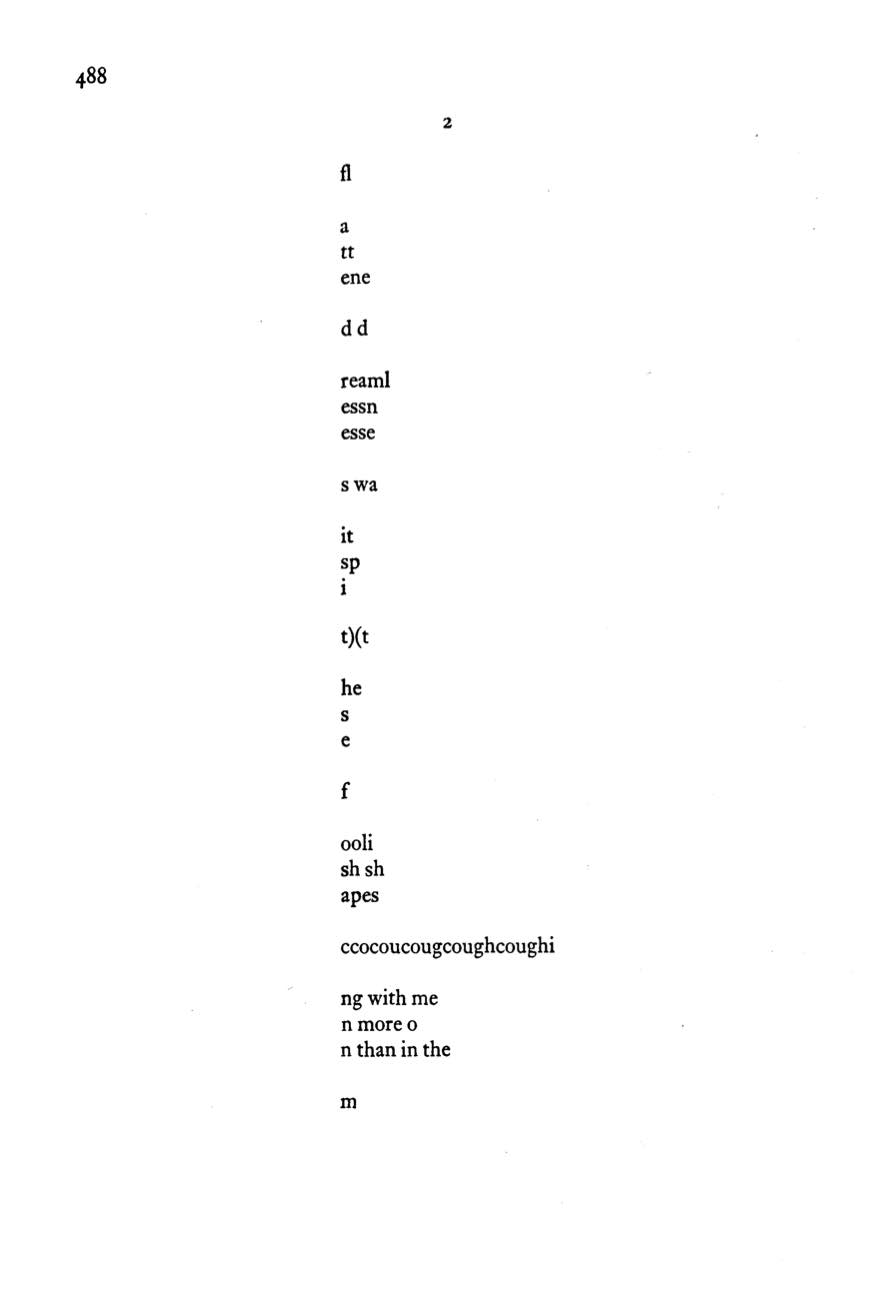 488
2
fl
a
tt
ene
d d
reaml
essn
esse
s wa
it
sp
i
t)(t
he
s
e
f
ooli
sh sh
apes
ccocoucougcoughcoughi
ng with me
n more o
n than in the
m